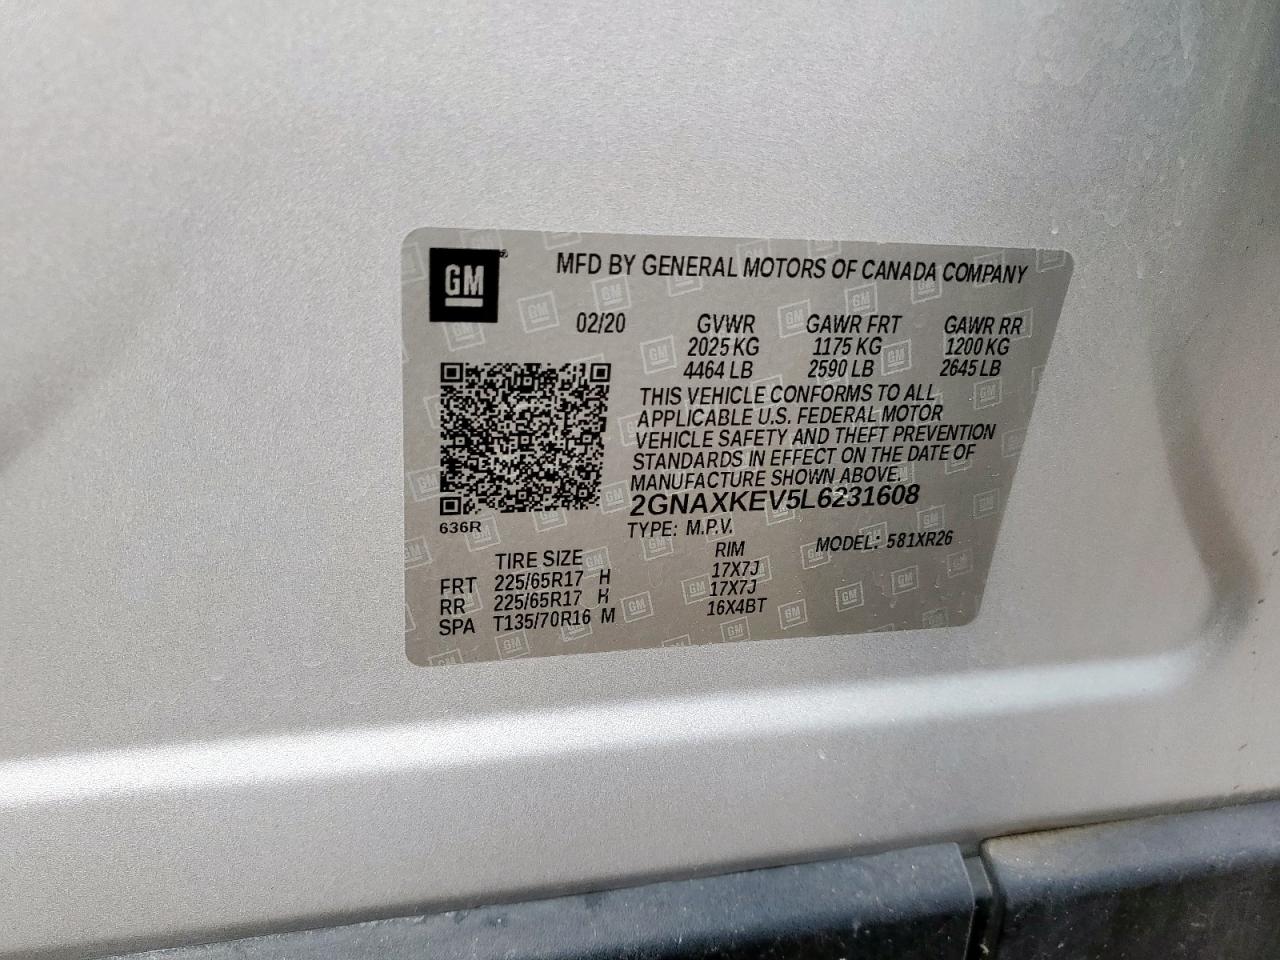 GM
MFD BY GENERAL MOTORS OF CANADA COMPANY
02/20 GVWR GAWR FRT GAWR RR
2025 KG 1175 KG 1200 KG
4464 LB 2590 LB 2645 LB
THIS VEHICLE CONFORMS TO ALL
APPLICABLE U.S. FEDERAL MOTOR
VEHICLE SAFETY AND THEFT PREVENTION
STANDARDS IN EFFECT ON THE DATE OF
MANUFACTURE SHOWN ABOVE.
2GNAXKEV5L6231608
636R
TYPE: M.P.V. MODEL: 581XR26
TIRE SIZE RIM
FRT 225/65R17 H 17X7J
RR 225/65R17 H 17X7J
SPA T135/70R16 M 16X4BT